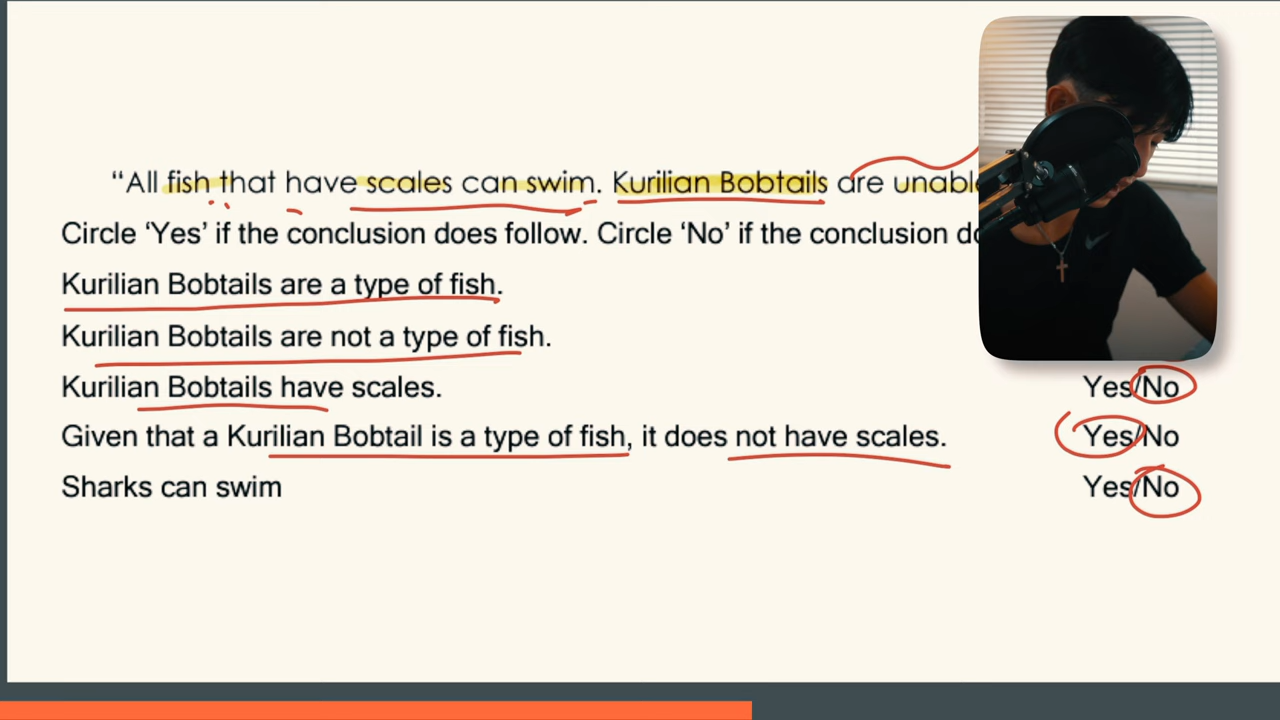 “All fish that have scales can swim. Kurilian Bobtails are
Circle ‘Yes’ if the conclusion does follow. Circle ‘No’ if the conclusion
Kurilian Bobtails are a type of fish.
Kurilian Bobtails are not a type of fish.
Kurilian Bobtails have scales. Yes/No
Given that a Kurilian Bobtail is a type of fish, it does not have scales. Yes/No
Sharks can swim Yes/No